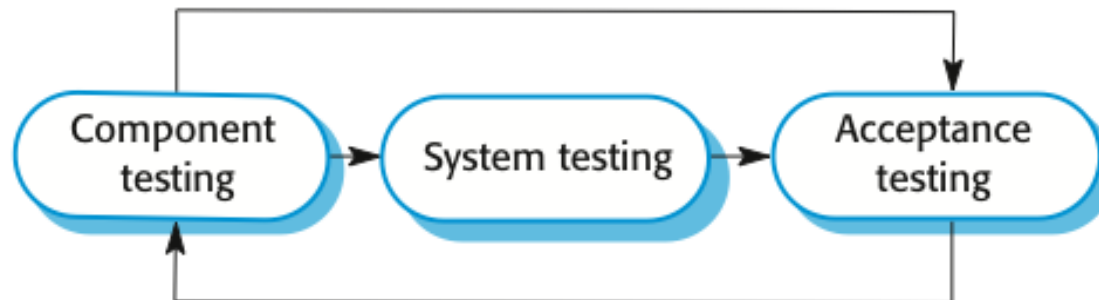 Component
testing
System testing
Acceptance
testing